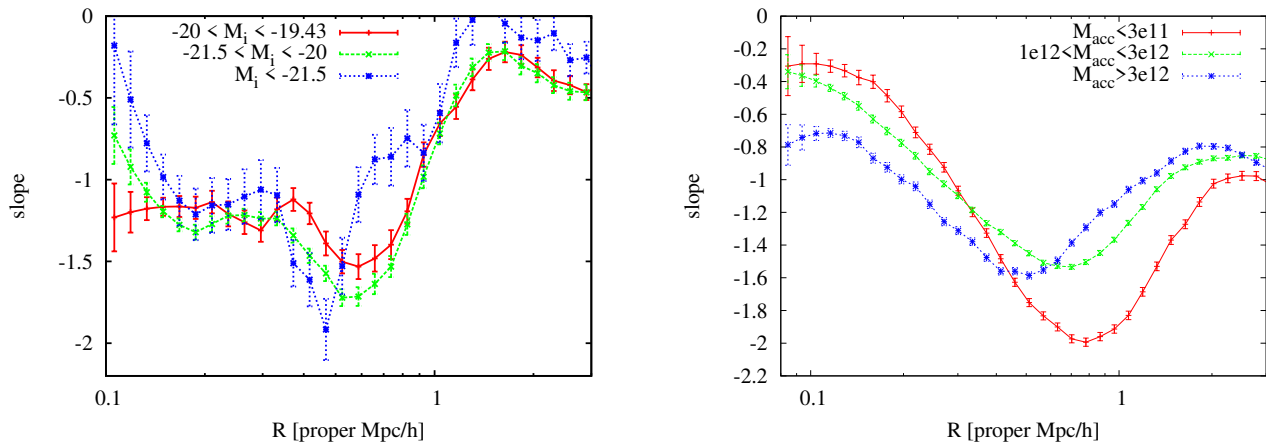 0
-0.5
-1
-1.5
-2
slope
0.1
1
R [proper Mpc/h]
-20 < M_i < -19.43
-21.5 < M_i < -20
M_i < -21.5
0
-0.2
-0.4
-0.6
-0.8
-1
-1.2
-1.4
-1.6
-1.8
-2
-2.2
slope
0.1
1
R [proper Mpc/h]
M_acc<3e11
1e12<M_acc<3e12
M_acc>3e12